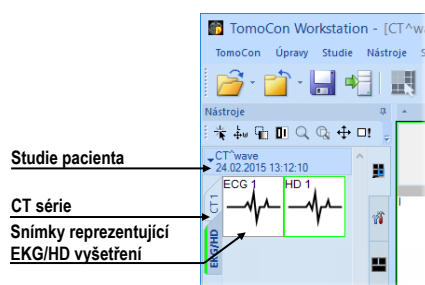 TomoCon Workstation - [CT^wa
TomoCon Úpravy Studie Nástroje S
Nástroje
CT^wave
24.02.2015 13:12:10
ECG 1 HD 1
CT 1
EKG/HD
Studie pacienta
CT série
Snímky reprezentující
EKG/HD vyšetření